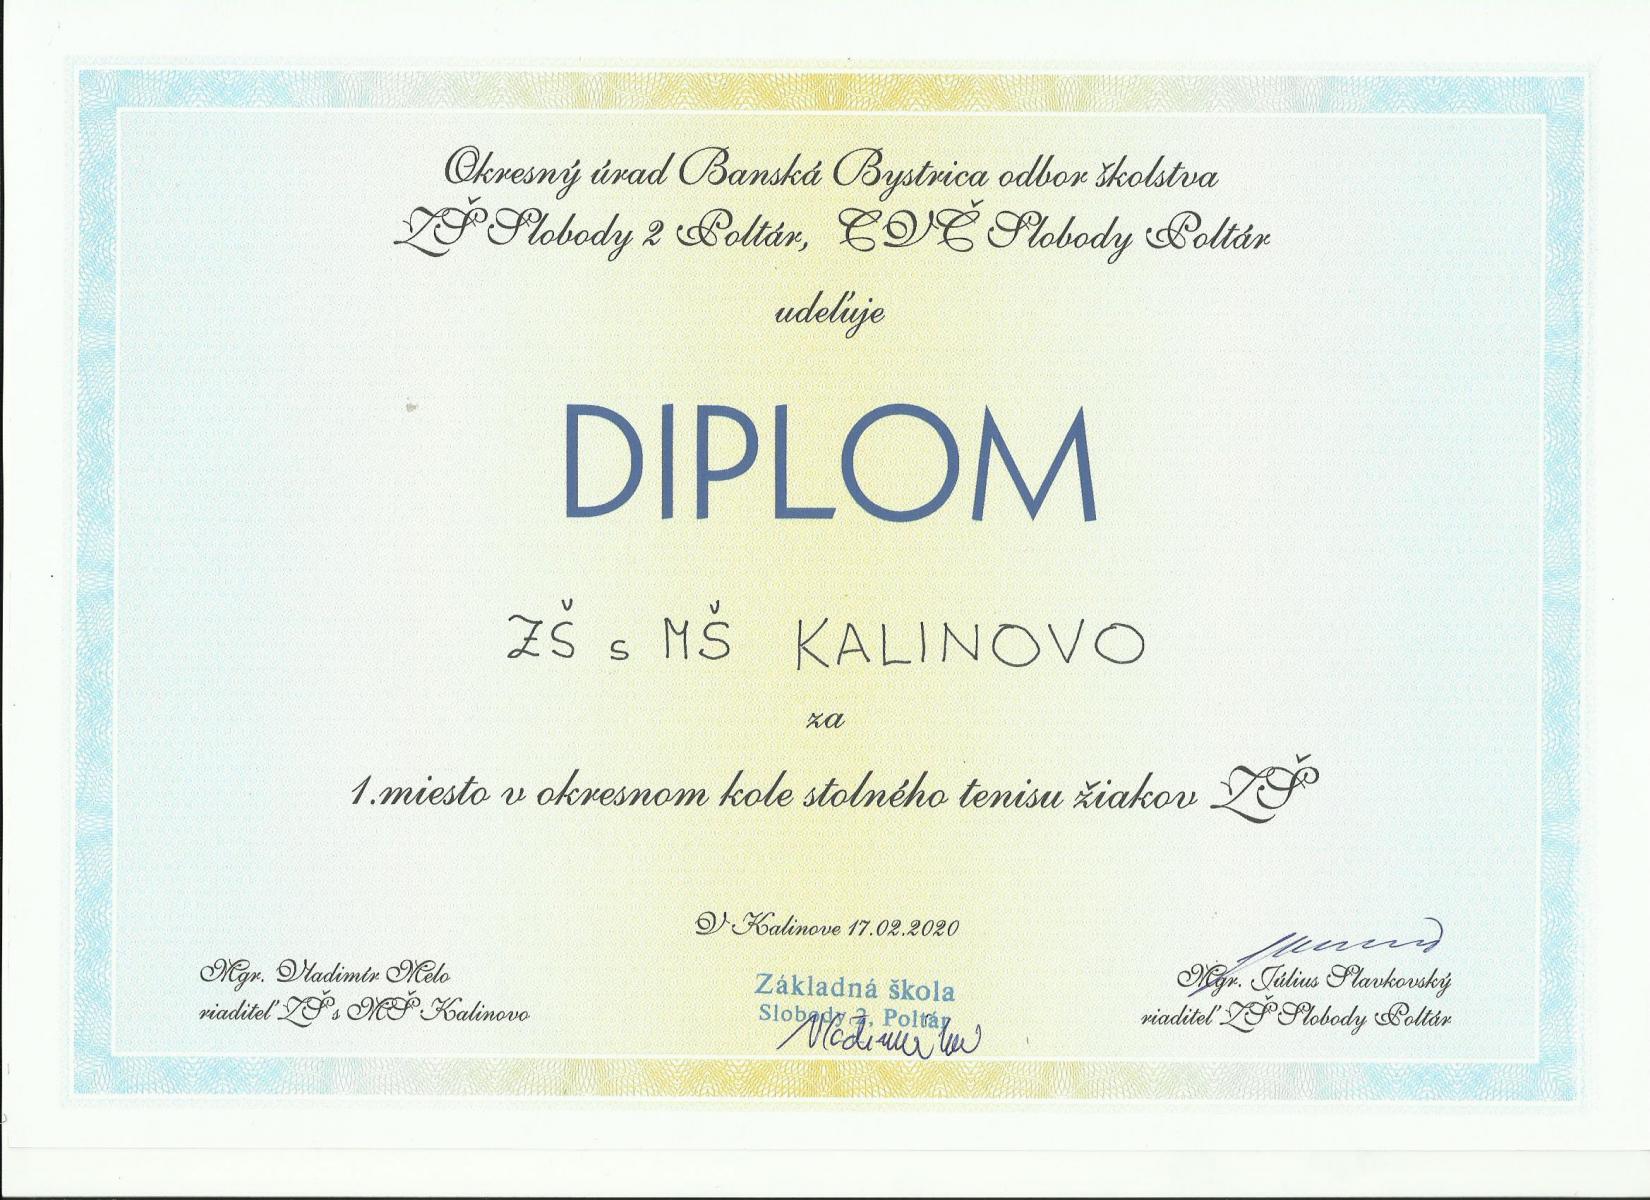 Okresný úrad Banská Bystrica odbor školstva
ZŠ Slobody 2 Poltár, CVČ Slobody Poltár
udeľuje
DIPLOM
ZŠ s MŠ KALINOVO
za
1.miesto v okresnom kole stolného tenisu žiakov ZŠ
V Kalinove 17.02.2020
Mgr. Vladimír Melo
riaditeľ ZŠ s MŠ Kalinovo
Základná škola
Slobody 2, Poltár
Mgr. Július Slavkovský
riaditeľ ZŠ Slobody Poltár